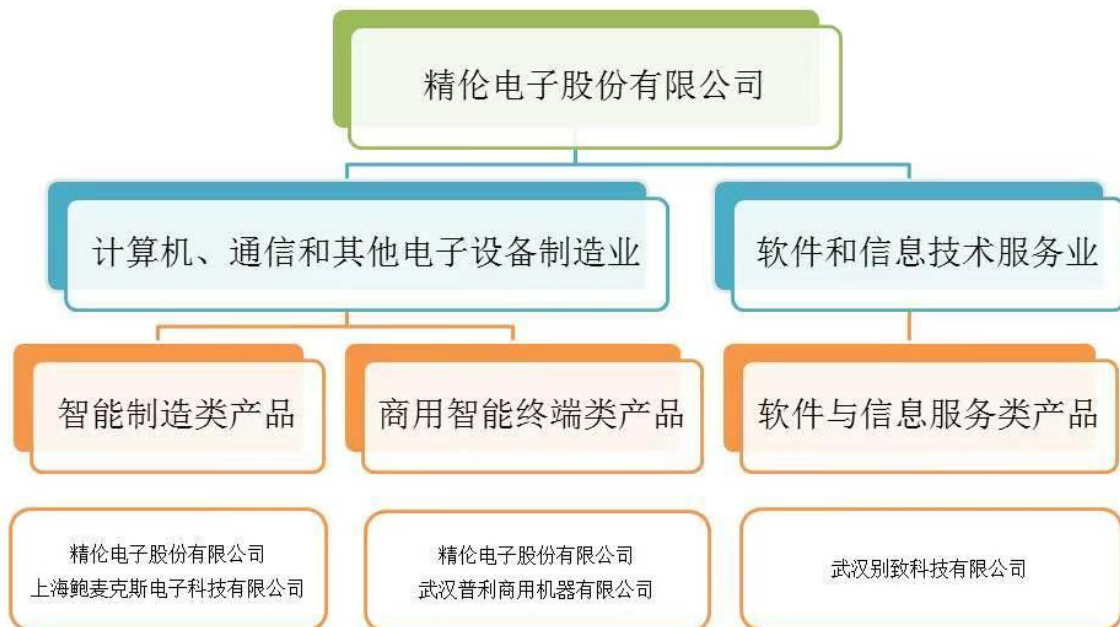 精伦电子股份有限公司
计算机、通信和其他电子设备制造业
软件和信息技术服务业
智能制造类产品
商用智能终端类产品
软件与信息服务类产品
精伦电子股份有限公司
上海鲍麦克斯电子科技有限公司
精伦电子股份有限公司
武汉普利商用机器有限公司
武汉别致科技有限公司